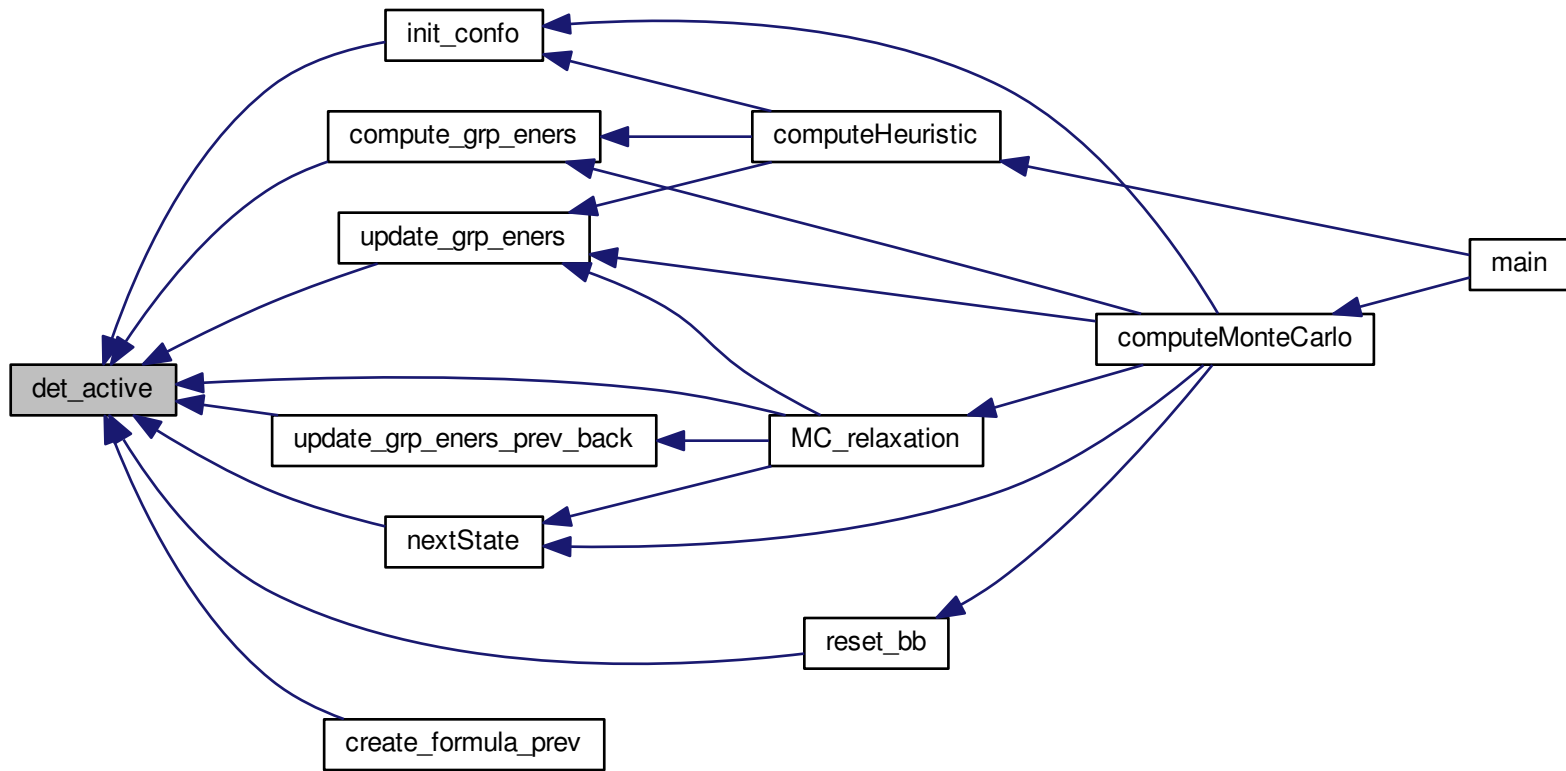 init_confo
compute_grp_eners
computeHeuristic
update_grp_eners
main
computeMonteCarlo
det_active
update_grp_eners_prev_back
MC_relaxation
nextState
reset_bb
create_formula_prev